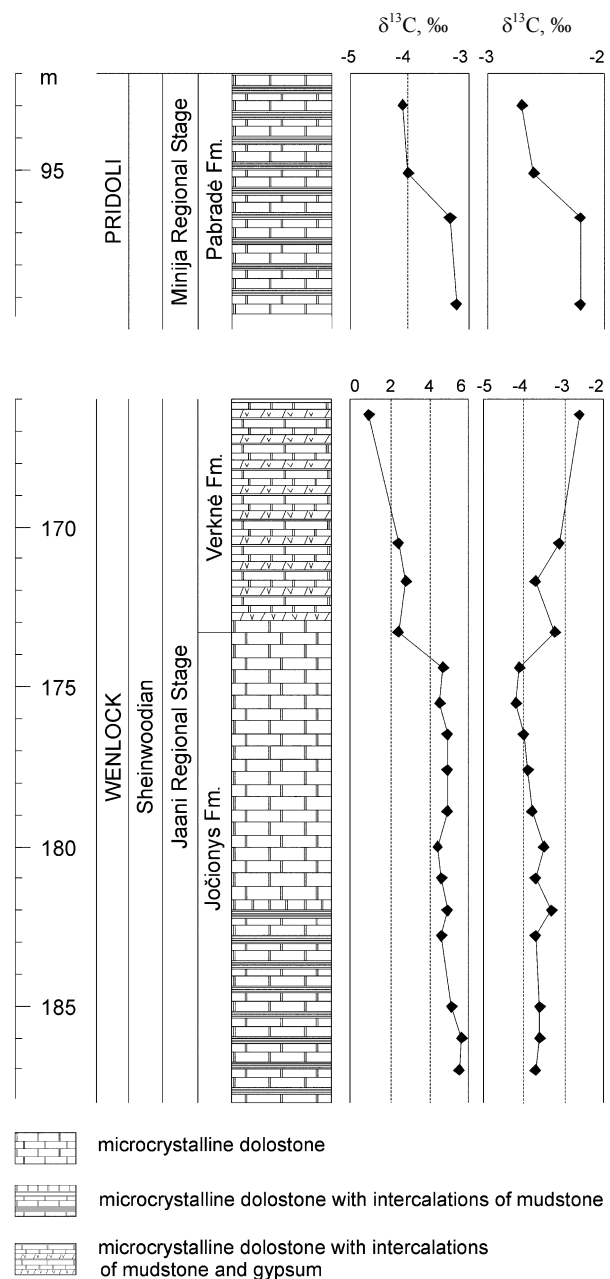 δ13C, ‰ δ13C, ‰
-5 -4 -3 -3 -2
m
95
PRIDOLI
Minija Regional Stage
Pabradė Fm.
0 2 4 6 -5 -4 -3 -2
170
175
180
185
WENLOCK
Sheinwoodian
Jaani Regional Stage
Verknė Fm.
Jočionys Fm.
microcrystalline dolostone
microcrystalline dolostone with intercalations of mudstone
microcrystalline dolostone with intercalations
of mudstone and gypsum